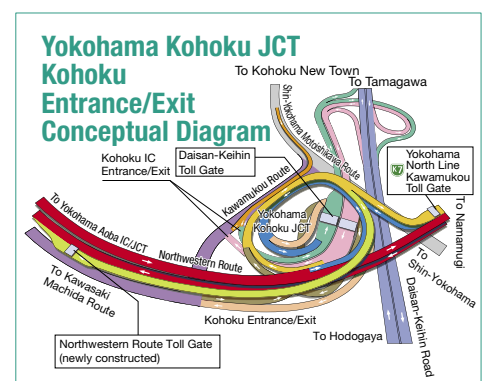 Yokohama Kohoku JCT
Kohoku
Entrance/Exit
Conceptual Diagram
To Kohoku New Town
To Tamagawa
Shin-Yokohama Motoishikawa Route
Kohoku IC
Entrance/Exit
Daisan-Keihin
Toll Gate
K7
Yokohama
North Line
Kawamukou
Toll Gate
Kawamukou Route
Yokohama
Kohoku JCT
To Yokohama Aoba IC/JCT
Northwestern Route
To Namamugi
To
Shin-Yokohama
To Kawasaki
Machida Route
Kohoku Entrance/Exit
To Hodogaya
Daisan-Keihin Road
Northwestern Route Toll Gate
(newly constructed)